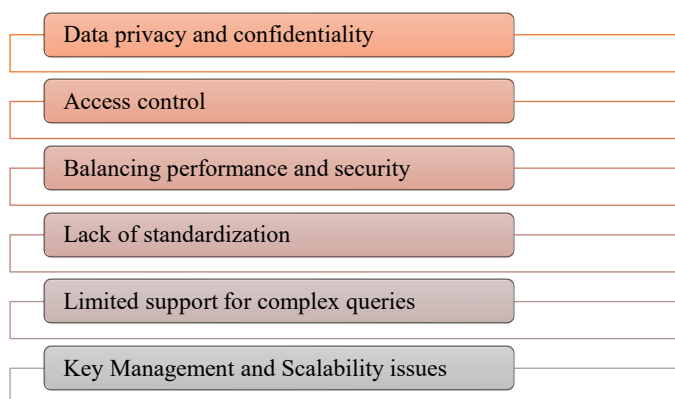 Data privacy and confidentiality
Access control
Balancing performance and security
Lack of standardization
Limited support for complex queries
Key Management and Scalability issues